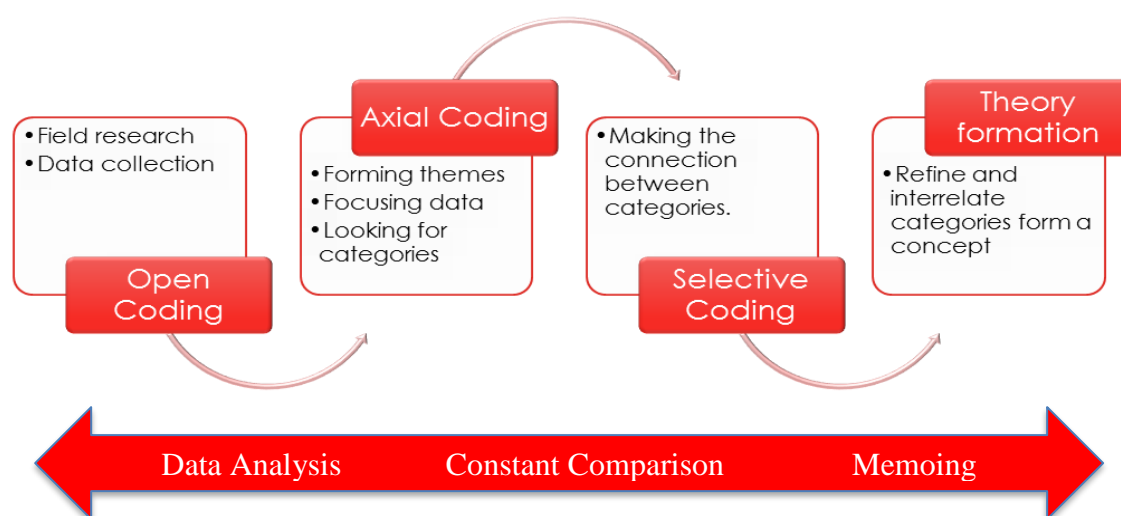 • Field research
• Data collection
Open
Coding
Axial Coding
• Forming themes
• Focusing data
• Looking for
categories
• Making the
connection
between
categories.
Selective
Coding
Theory
formation
• Refine and
interrelate
categories form a
concept
Data Analysis Constant Comparison Memoing